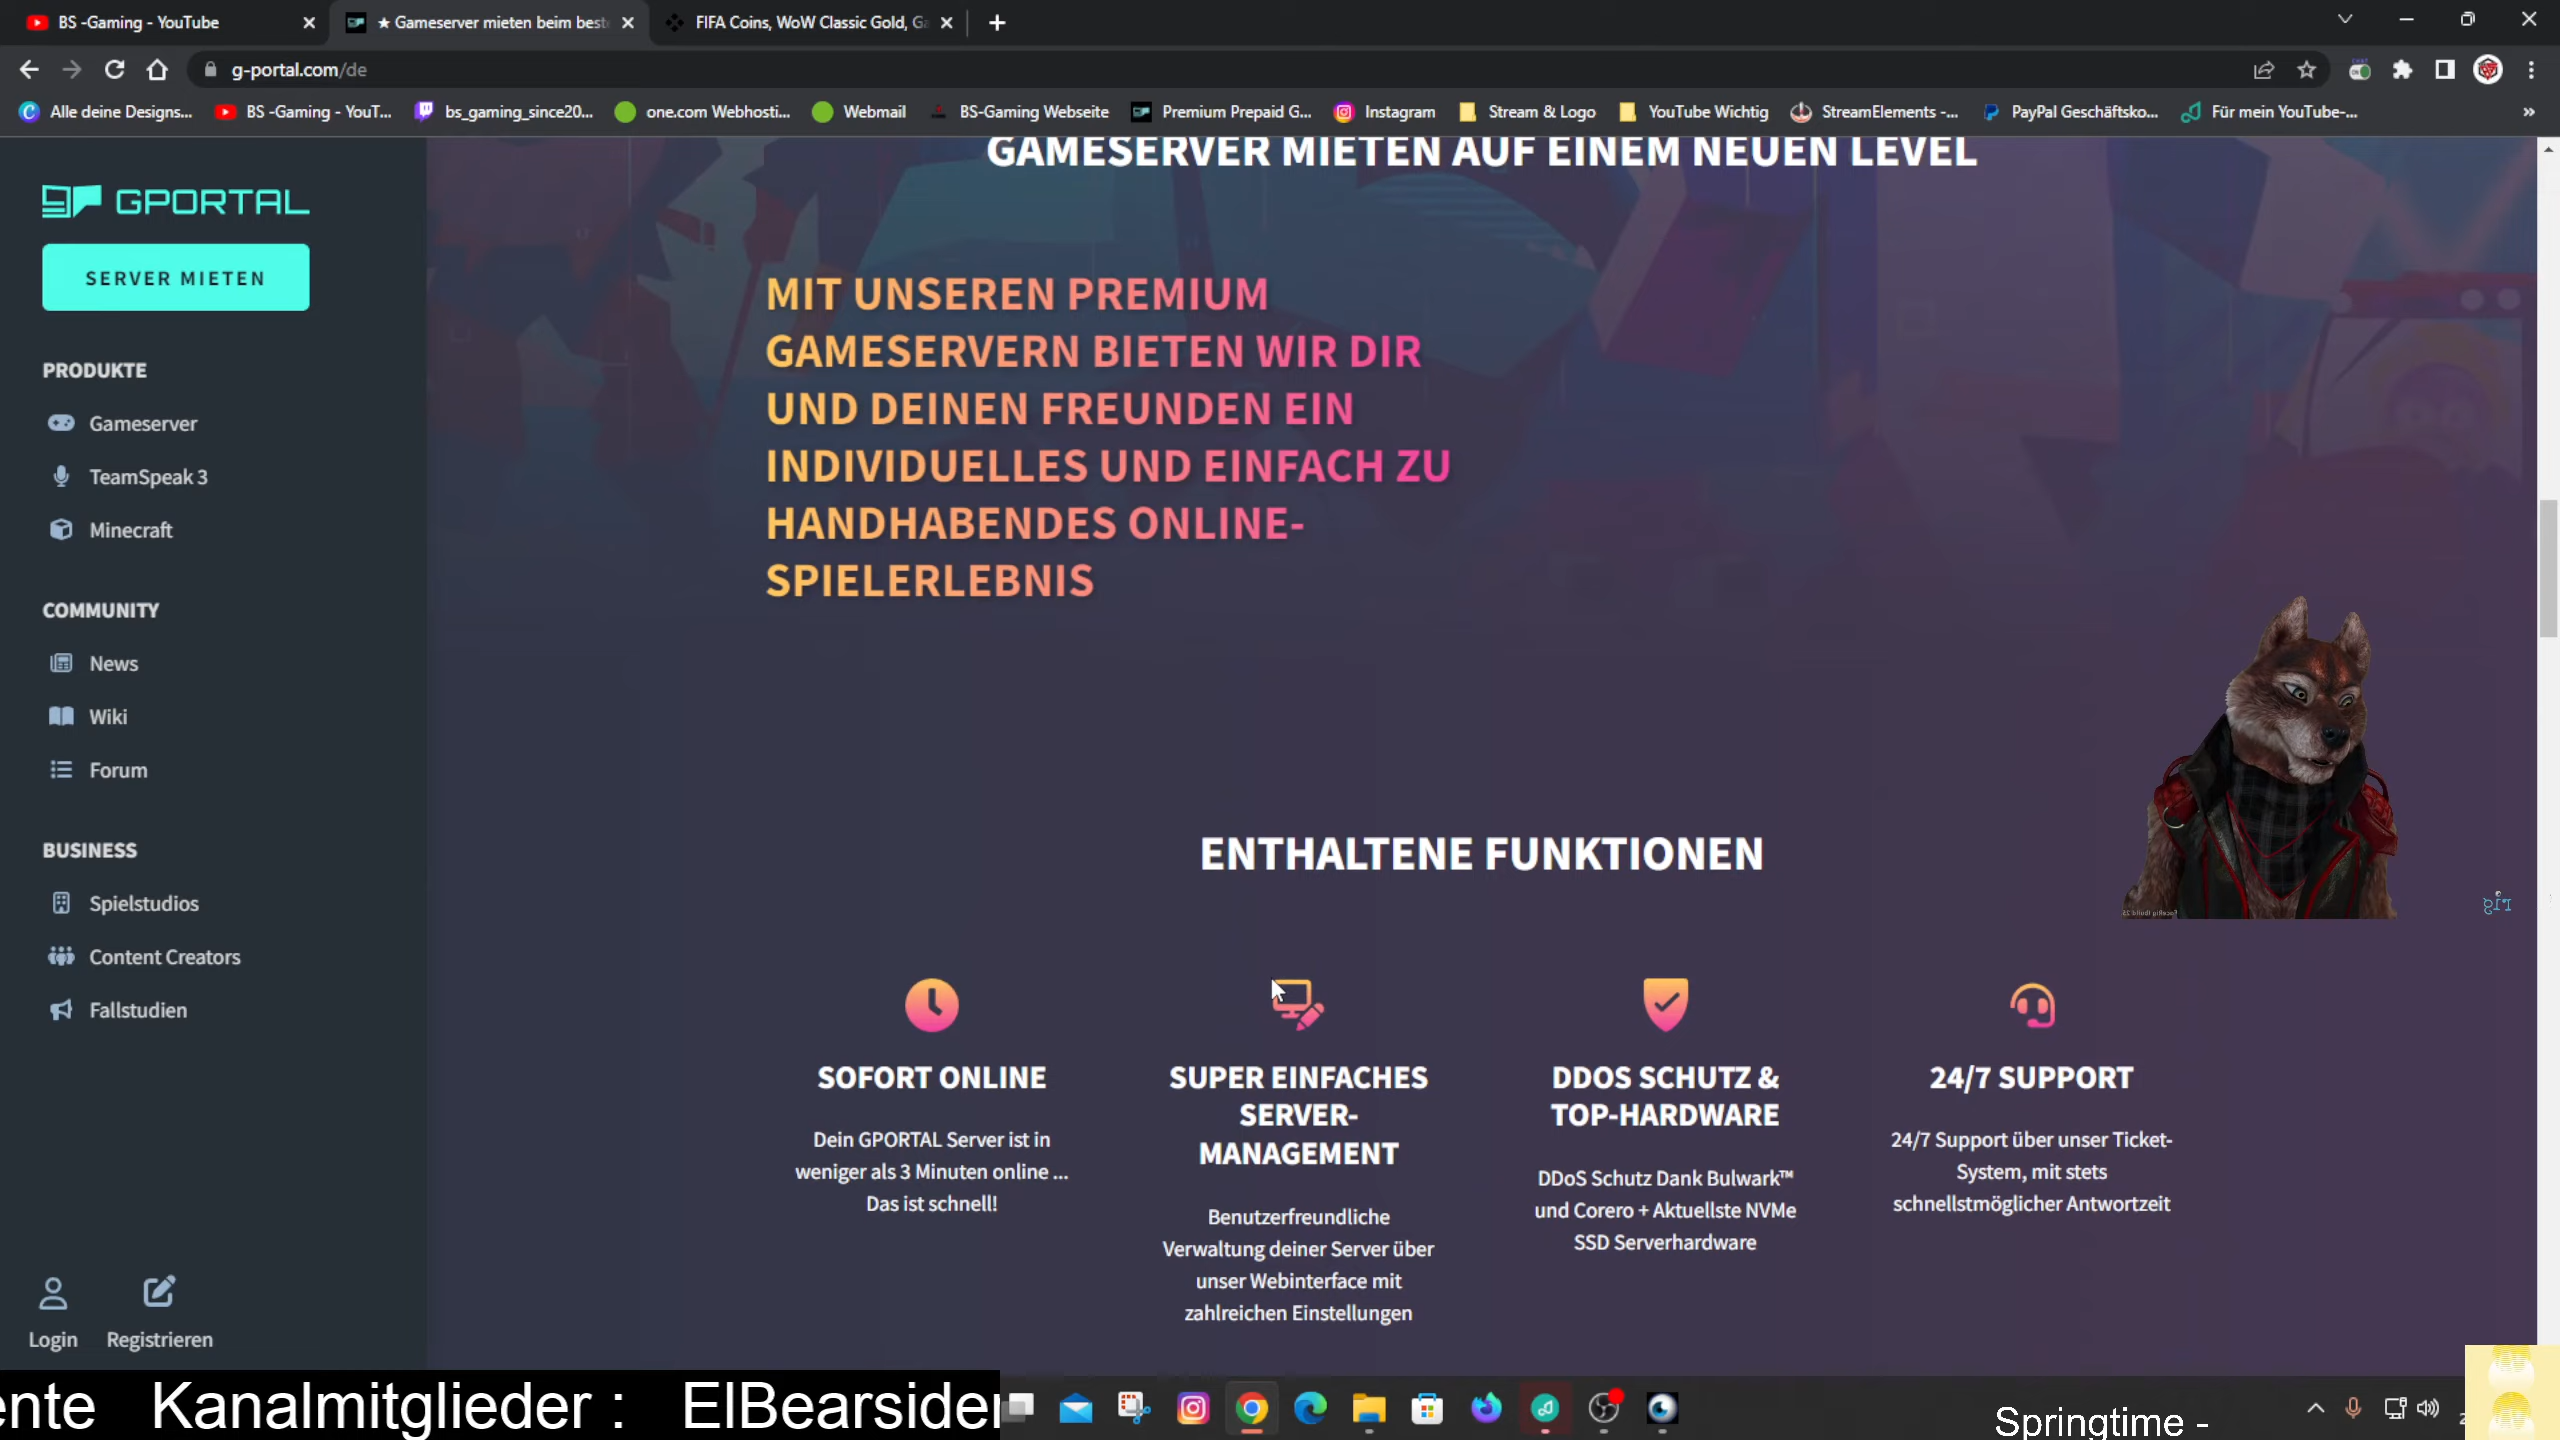 BS -Gaming - YouTube
★ Gameserver mieten beim best
FIFA Coins, WoW Classic Gold, Ga
g-portal.com/de
Alle deine Designs...
BS -Gaming - YouT...
bs_gaming_since20...
one.com Webhosti...
Webmail
BS-Gaming Webseite
Premium Prepaid G...
Instagram
Stream & Logo
YouTube Wichtig
StreamElements -...
PayPal Geschäftsko...
Für mein YouTube-...
»
GPORTAL
SERVER MIETEN
PRODUKTE
Gameserver
TeamSpeak 3
Minecraft
COMMUNITY
News
Wiki
Forum
BUSINESS
Spielstudios
Content Creators
Fallstudien
Login
Registrieren
GAMESERVER MIETEN AUF EINEM NEUEN LEVEL
MIT UNSEREN PREMIUM
GAMESERVERN BIETEN WIR DIR
UND DEINEN FREUNDEN EIN
INDIVIDUELLES UND EINFACH ZU
HANDHABENDES ONLINE-
SPIELERLEBNIS
rig
ENTHALTENE FUNKTIONEN
SOFORT ONLINE
Dein GPORTAL Server ist in
weniger als 3 Minuten online ...
Das ist schnell!
SUPER EINFACHES
SERVER-
MANAGEMENT
Benutzerfreundliche
Verwaltung deiner Server über
unser Webinterface mit
zahlreichen Einstellungen
DDOS SCHUTZ &
TOP-HARDWARE
DDoS Schutz Dank Bulwark™
und Corero + Aktuellste NVMe
SSD Serverhardware
24/7 SUPPORT
24/7 Support über unser Ticket-
System, mit stets
schnellstmöglicher Antwortzeit
ente Kanalmitglieder : ElBearsider
Springtime -